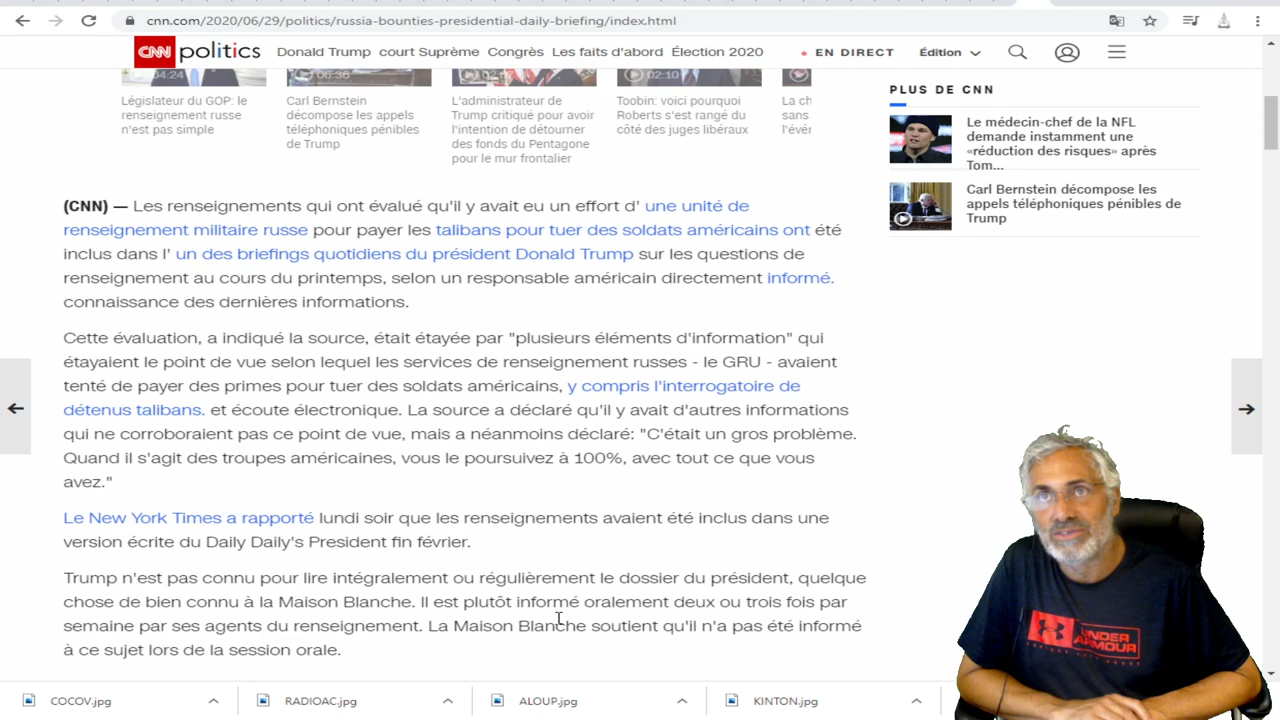 cnn.com/2020/06/29/politics/russia-bounties-presidential-daily-briefing/index.html
CNN politics Donald Trump court Suprême Congrès Les faits d'abord Élection 2020 EN DIRECT Édition
04:24
06:36
02:10
Législateur du GOP: le
renseignement russe
n'est pas simple
Carl Bernstein
décompose les appels
téléphoniques pénibles
de Trump
L'administrateur de
Trump critiqué pour avoir
l'intention de détourner
des fonds du Pentagone
pour le mur frontalier
Toobin: voici pourquoi
Roberts s'est rangé du
côté des juges libéraux
La ch
sans
l'évér
PLUS DE CNN
Le médecin-chef de la NFL
demande instamment une
«réduction des risques» après
Tom...
Carl Bernstein décompose les
appels téléphoniques pénibles de
Trump
(CNN) — Les renseignements qui ont évalué qu'il y avait eu un effort d' une unité de
renseignement militaire russe pour payer les talibans pour tuer des soldats américains ont été
inclus dans l' un des briefings quotidiens du président Donald Trump sur les questions de
renseignement au cours du printemps, selon un responsable américain directement informé.
connaissance des dernières informations.
Cette évaluation, a indiqué la source, était étayée par "plusieurs éléments d'information" qui
étayaient le point de vue selon lequel les services de renseignement russes - le GRU - avaient
tenté de payer des primes pour tuer des soldats américains, y compris l'interrogatoire de
détenus talibans. et écoute électronique. La source a déclaré qu'il y avait d'autres informations
qui ne corroboraient pas ce point de vue, mais a néanmoins déclaré: "C'était un gros problème.
Quand il s'agit des troupes américaines, vous le poursuivez à 100%, avec tout ce que vous
avez."
Le New York Times a rapporté lundi soir que les renseignements avaient été inclus dans une
version écrite du Daily Daily's President fin février.
Trump n'est pas connu pour lire intégralement ou régulièrement le dossier du président, quelque
chose de bien connu à la Maison Blanche. Il est plutôt informé oralement deux ou trois fois par
semaine par ses agents du renseignement. La Maison Blanche soutient qu'il n'a pas été informé
à ce sujet lors de la session orale.
UNDER
ARMOUR
COCOV.jpg
RADIOAC.jpg
ALOUP.jpg
KINTON.jpg